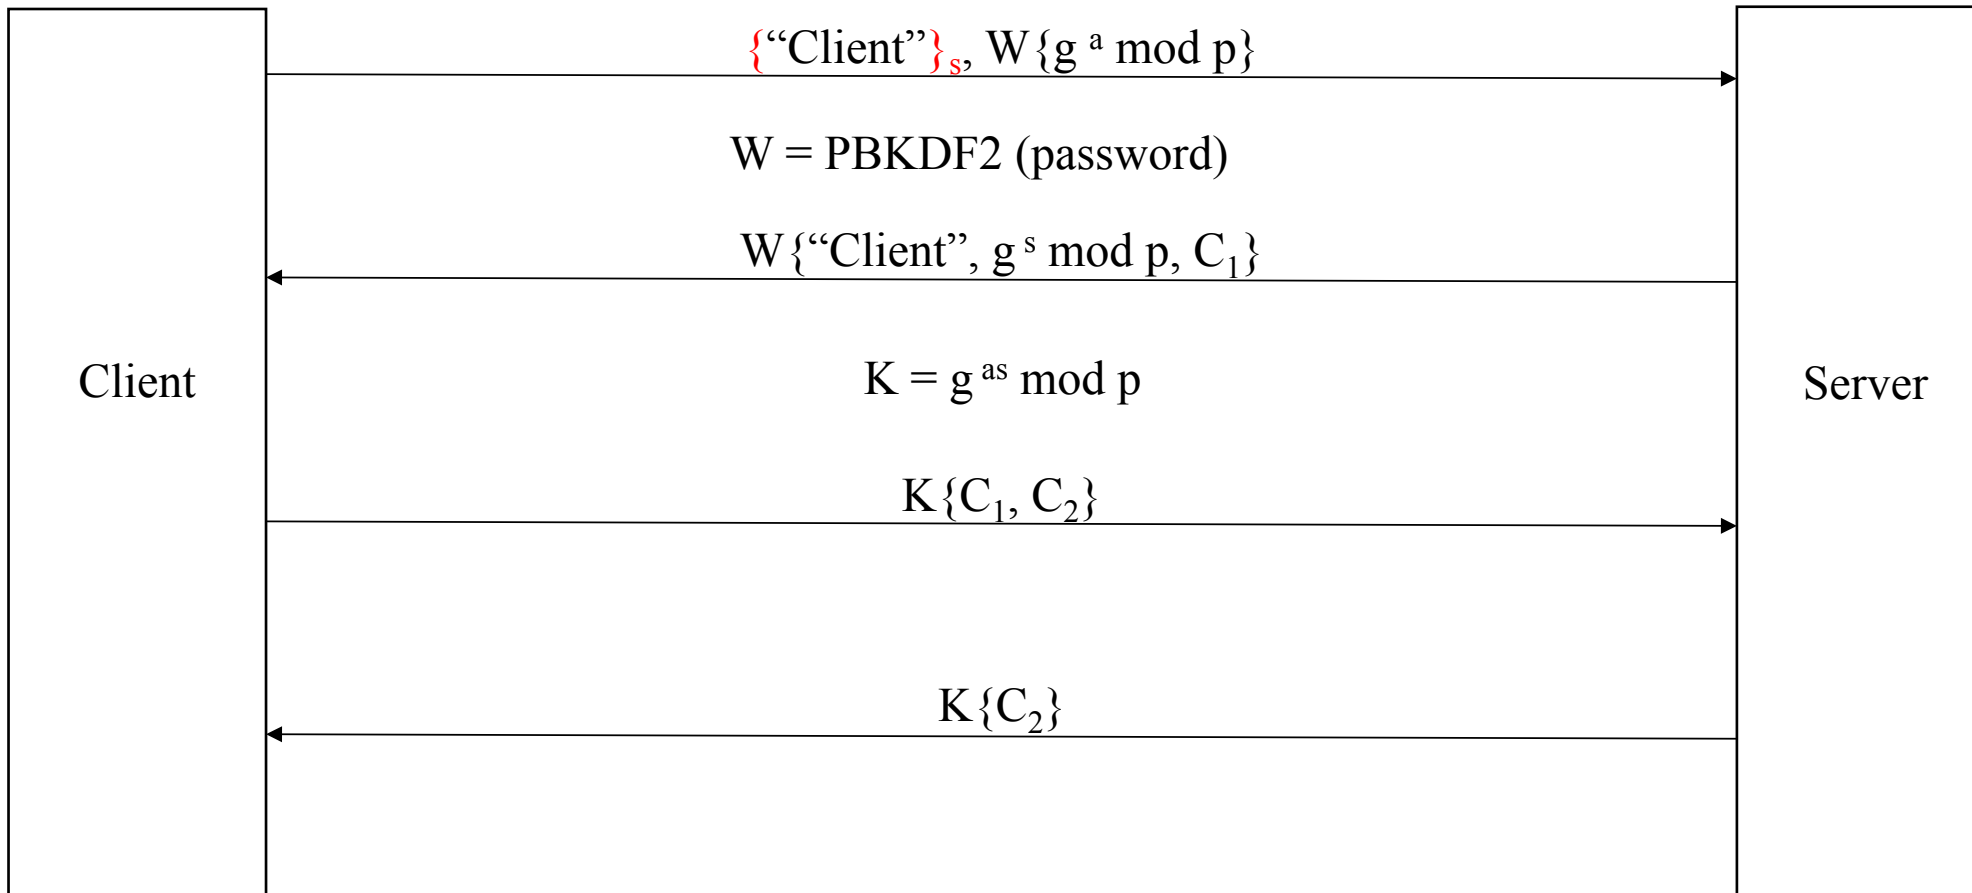 {“Client”}ₛ, W{g ᵃ mod p}
W = PBKDF2 (password)
W{“Client”, g ˢ mod p, C₁}
Client
K = g ᵃˢ mod p
Server
K{C₁, C₂}
K{C₂}